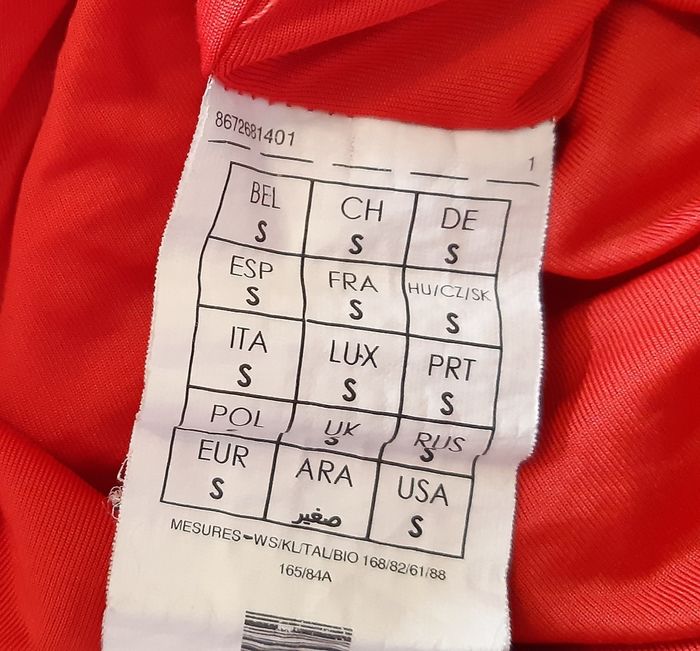 8672681401
1
BEL CH DE
S S S
ESP FRA HU/CZ/SK
S S S
ITA LUX PRT
S S S
POL UK RUS
S S
EUR ARA USA
S صغير S
MESURES-WS/KL/TAL/BIO 168/82/61/88
165/84A